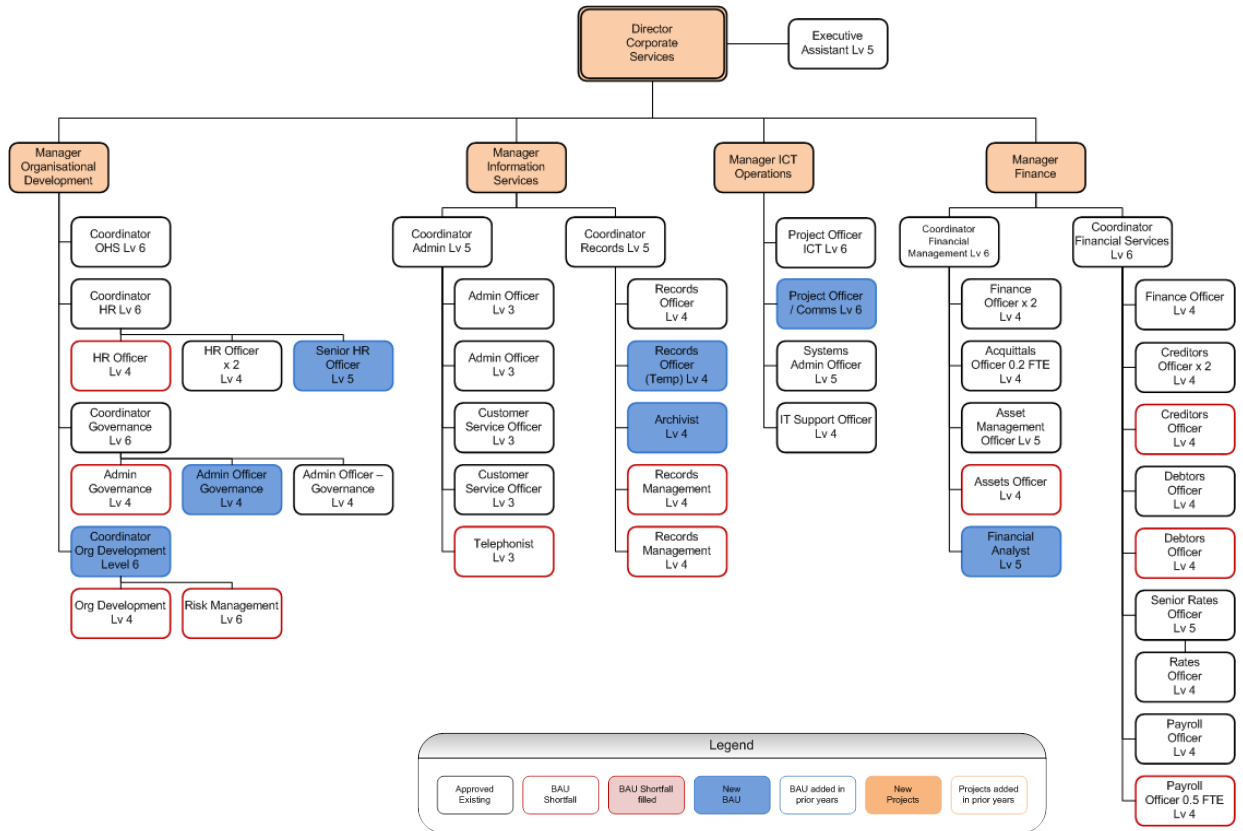 Director
Corporate
Services
Executive
Assistant Lv 5
Manager
Organisational
Development
Manager
Information
Services
Manager ICT
Operations
Manager
Finance
Coordinator
OHS Lv 6
Coordinator
HR Lv 6
HR Officer
Lv 4
HR Officer
x 2
Lv 4
Senior HR
Officer
Lv 5
Coordinator
Governance
Lv 6
Admin
Governance
Lv 4
Admin Officer
Governance
Lv 4
Admin Officer –
Governance
Lv 4
Coordinator
Org Development
Level 6
Org Development
Lv 4
Risk Management
Lv 6
Coordinator
Admin Lv 5
Admin Officer
Lv 3
Admin Officer
Lv 3
Customer
Service Officer
Lv 3
Customer
Service Officer
Lv 3
Telephonist
Lv 3
Coordinator
Records Lv 5
Records
Officer
Lv 4
Records
Officer
(Temp) Lv 4
Archivist
Lv 4
Records
Management
Lv 4
Records
Management
Lv 4
Project Officer
ICT Lv 6
Project Officer
/ Comms Lv 6
Systems
Admin Officer
Lv 5
IT Support Officer
Lv 4
Coordinator
Financial
Management Lv 6
Finance
Officer x 2
Lv 4
Acquittals
Officer 0.2 FTE
Lv 4
Asset
Management
Officer Lv 5
Assets Officer
Lv 4
Financial
Analyst
Lv 5
Coordinator
Financial Services
Lv 6
Finance Officer
Lv 4
Creditors
Officer x 2
Lv 4
Creditors
Officer
Lv 4
Debtors
Officer
Lv 4
Debtors
Officer
Lv 4
Senior Rates
Officer
Lv 5
Rates
Officer
Lv 4
Payroll
Officer
Lv 4
Payroll
Officer 0.5 FTE
Lv 4
Legend
Approved
Existing
BAU
Shortfall
BAU Shortfall
filled
New
BAU
BAU added in
prior years
New
Projects
Projects added
in prior years